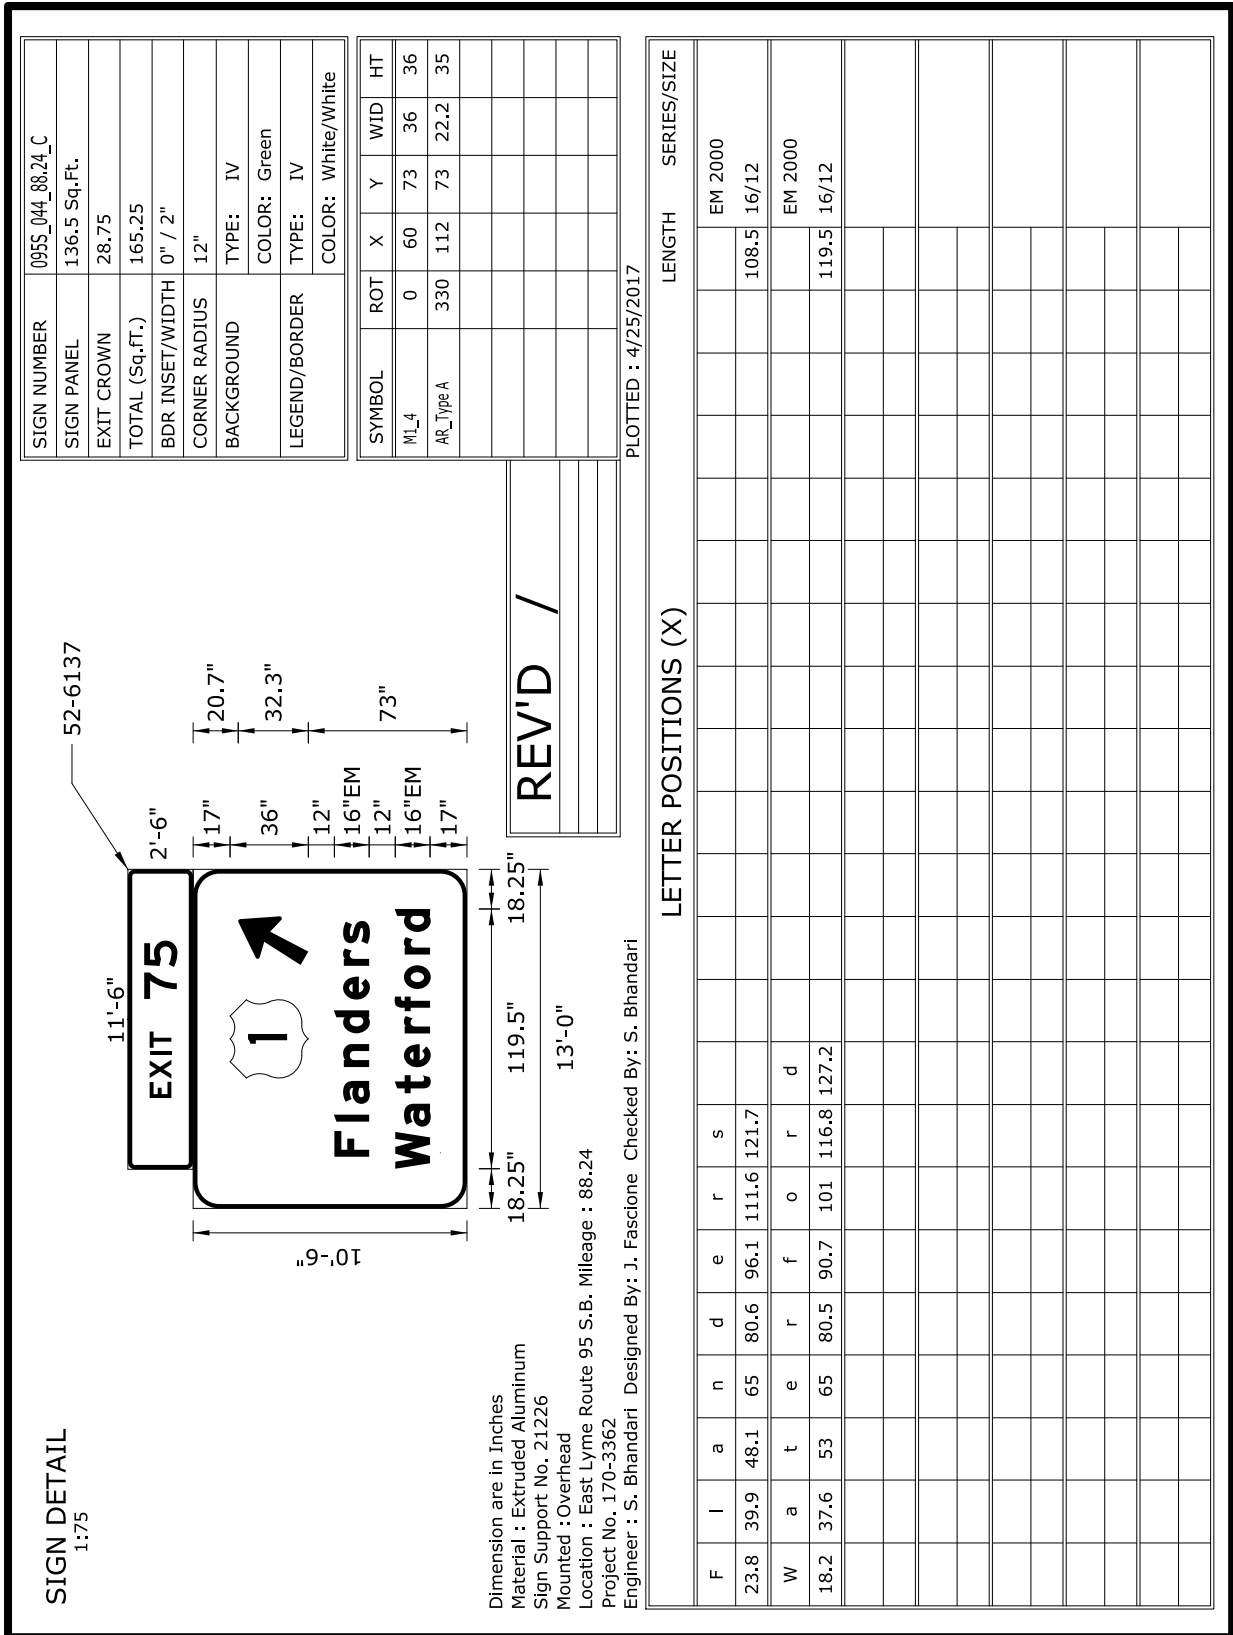 SIGN DETAIL
1:75
52-6137
11'-6"
2'-6"
EXIT 75
1
Flanders
Waterford
10'-6"
17"
36"
12"
16"EM
12"
16"EM
17"
20.7"
32.3"
73"
18.25" 119.5" 18.25"
13'-0"
SIGN NUMBER 095S_044_88.24_C
SIGN PANEL 136.5 Sq.Ft.
EXIT CROWN 28.75
TOTAL (Sq.fT.) 165.25
BDR INSET/WIDTH 0" / 2"
CORNER RADIUS 12"
BACKGROUND TYPE: IV
COLOR: Green
LEGEND/BORDER TYPE: IV
COLOR: White/White
SYMBOL ROT X Y WID HT
M1_4 0 60 73 36 36
AR_Type A 330 112 73 22.2 35
REV'D /
PLOTTED : 4/25/2017
Dimension are in Inches
Material : Extruded Aluminum
Sign Support No. 21226
Mounted :Overhead
Location : East Lyme Route 95 S.B. Mileage : 88.24
Project No. 170-3362
Engineer : S. Bhandari Designed By: J. Fascione Checked By: S. Bhandari
LETTER POSITIONS (X) LENGTH SERIES/SIZE
F l a n d e r s EM 2000
23.8 39.9 48.1 65 80.6 96.1 111.6 121.7 108.5 16/12
W a t e r f o r d EM 2000
18.2 37.6 53 65 80.5 90.7 101 116.8 127.2 119.5 16/12